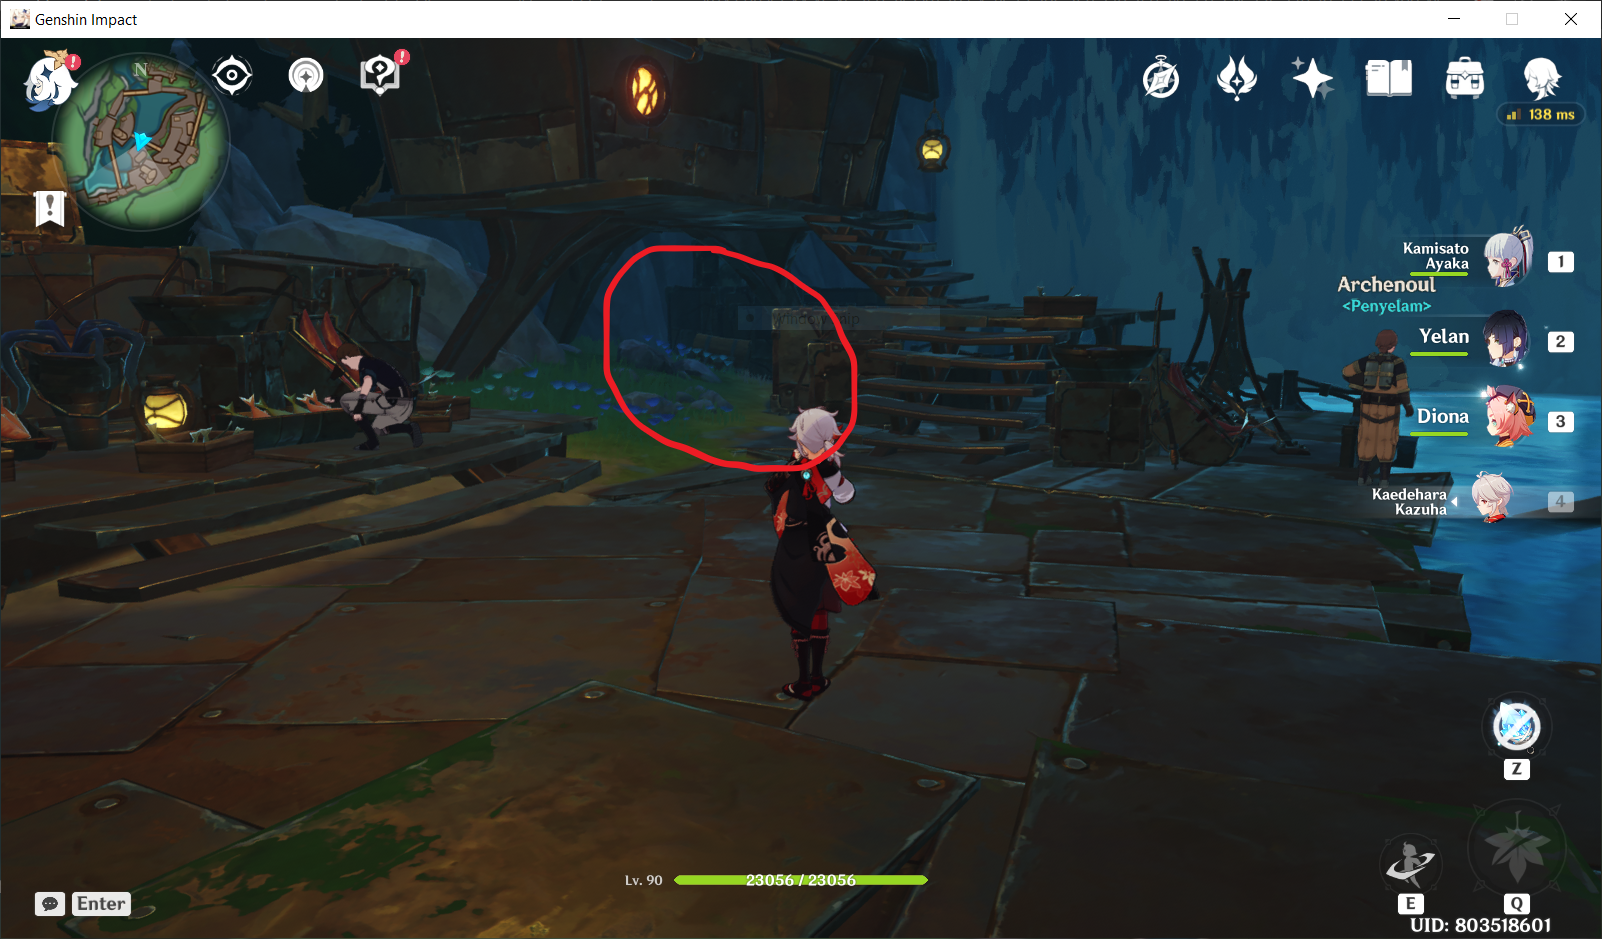 Genshin Impact
N
138 ms
Kamisato
Ayaka
1
Archenoul
<Penyelam>
Yelan
2
Diona
3
Kaedehara
Kazuha
4
Z
Lv. 90
23056 / 23056
Enter
E
Q
UID: 803518601